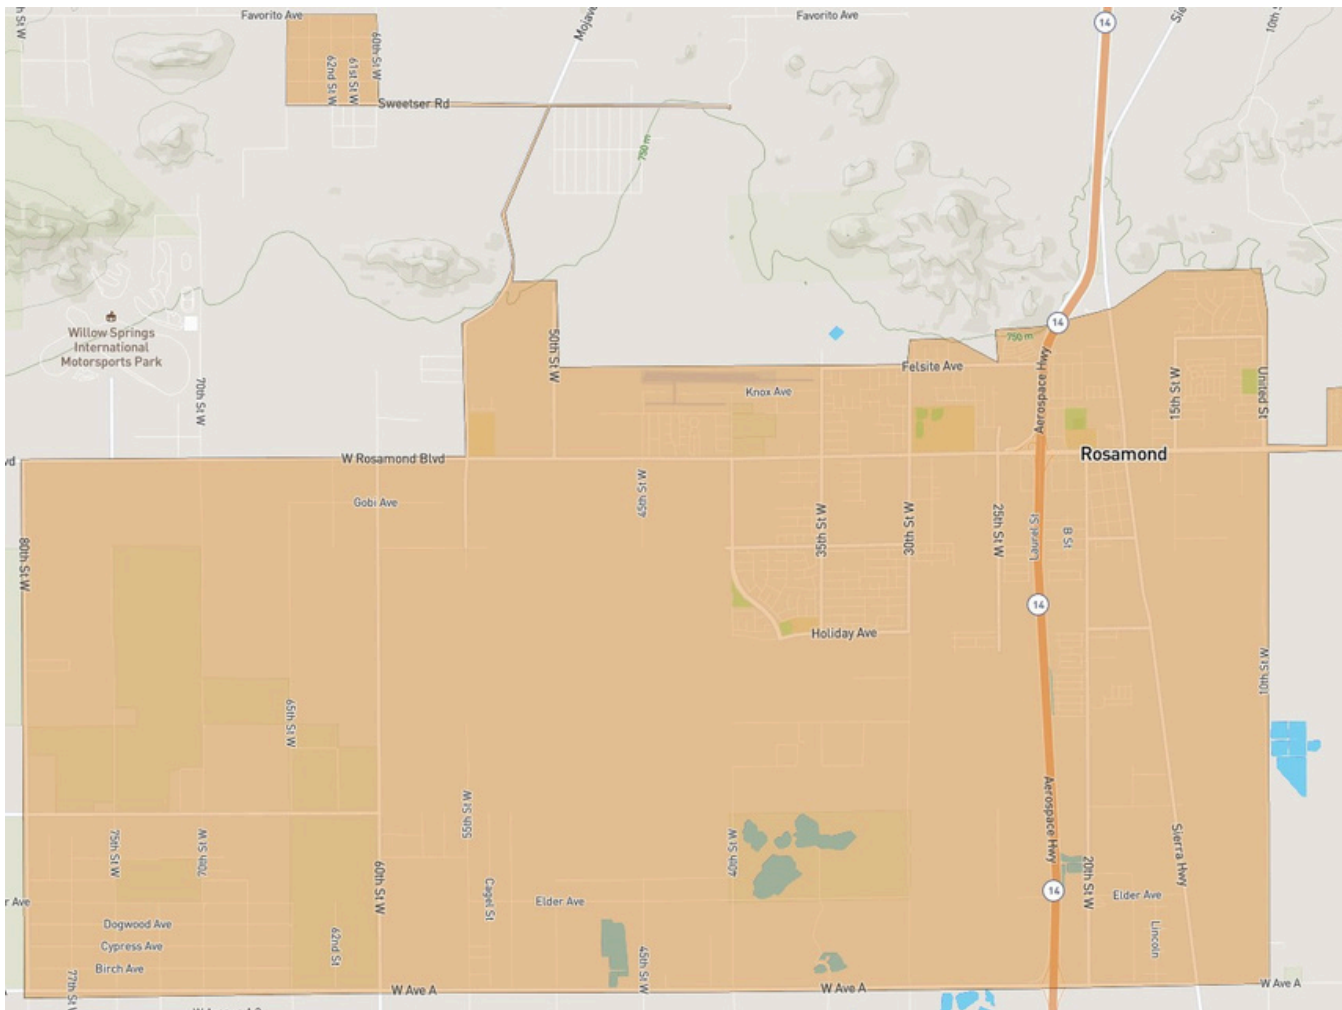 Favorito Ave
Favorito Ave
14
60th St W
61st St W
62nd St W
Sweetser Rd
750 m
Willow Springs
International
Motorsports Park
14
750 m
50th St W
Felsite Ave
Aerospace Hwy
Knox Ave
15th St W
United St
70th St W
W Rosamond Blvd
Rosamond
Gobi Ave
45th St W
35th St W
30th St W
25th St W
Laurel St
B St
80th St W
14
Holiday Ave
10th St W
65th St W
55th St W
Aerospace Hwy
75th St W
70th St W
60th St W
40th St W
20th St W
Sierra Hwy
14
Cagel St
Elder Ave
Elder Ave
Dogwood Ave
Cypress Ave
Birch Ave
62nd St
45th St W
Lincoln
77th St W
W Ave A
W Ave A
W Ave A